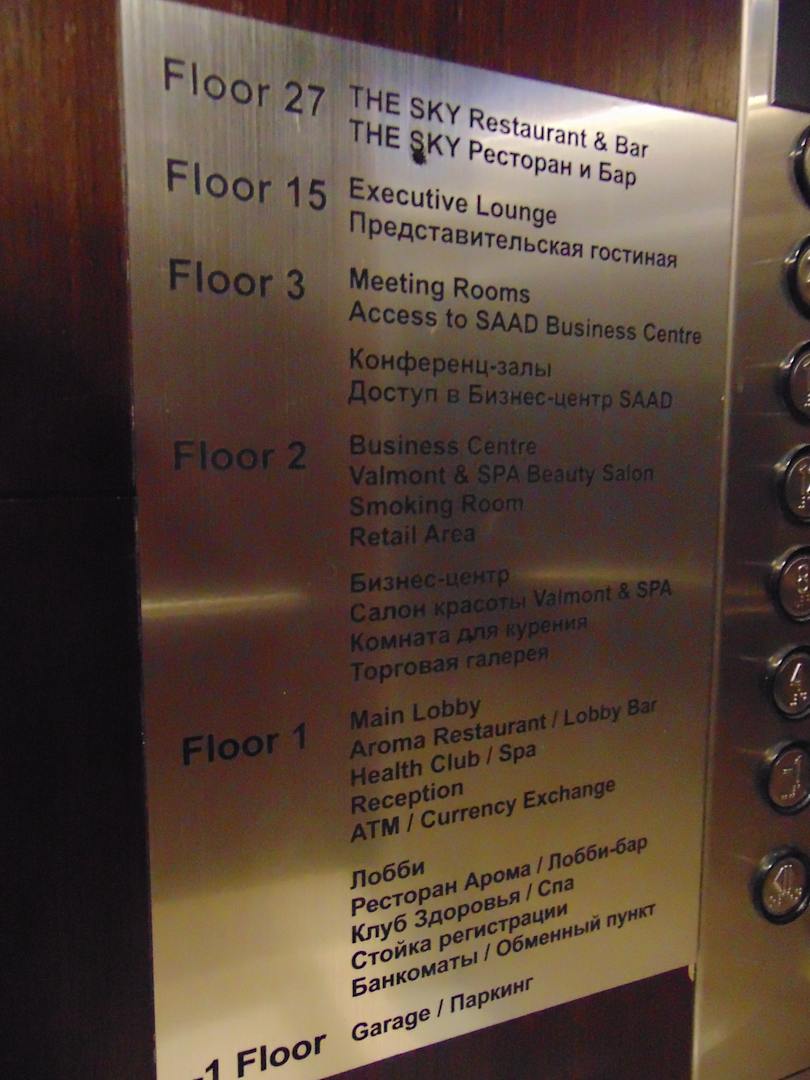 Floor 27 THE SKY Restaurant & Bar
THE SKY Ресторан и Бар
Floor 15 Executive Lounge
Представительская гостиная
Floor 3 Meeting Rooms
Access to SAAD Business Centre
Конференц-залы
Доступ в Бизнес-центр SAAD
Floor 2 Business Centre
Valmont & SPA Beauty Salon
Smoking Room
Retail Area
Бизнес-центр
Салон красоты Valmont & SPA
Комната для курения
Торговая галерея
Floor 1 Main Lobby
Aroma Restaurant / Lobby Bar
Health Club / Spa
Reception
ATM / Currency Exchange
Лобби
Ресторан Арома / Лобби-бар
Клуб Здоровья / Спа
Стойка регистрации
Банкоматы / Обменный пункт
-1 Floor Garage / Паркинг